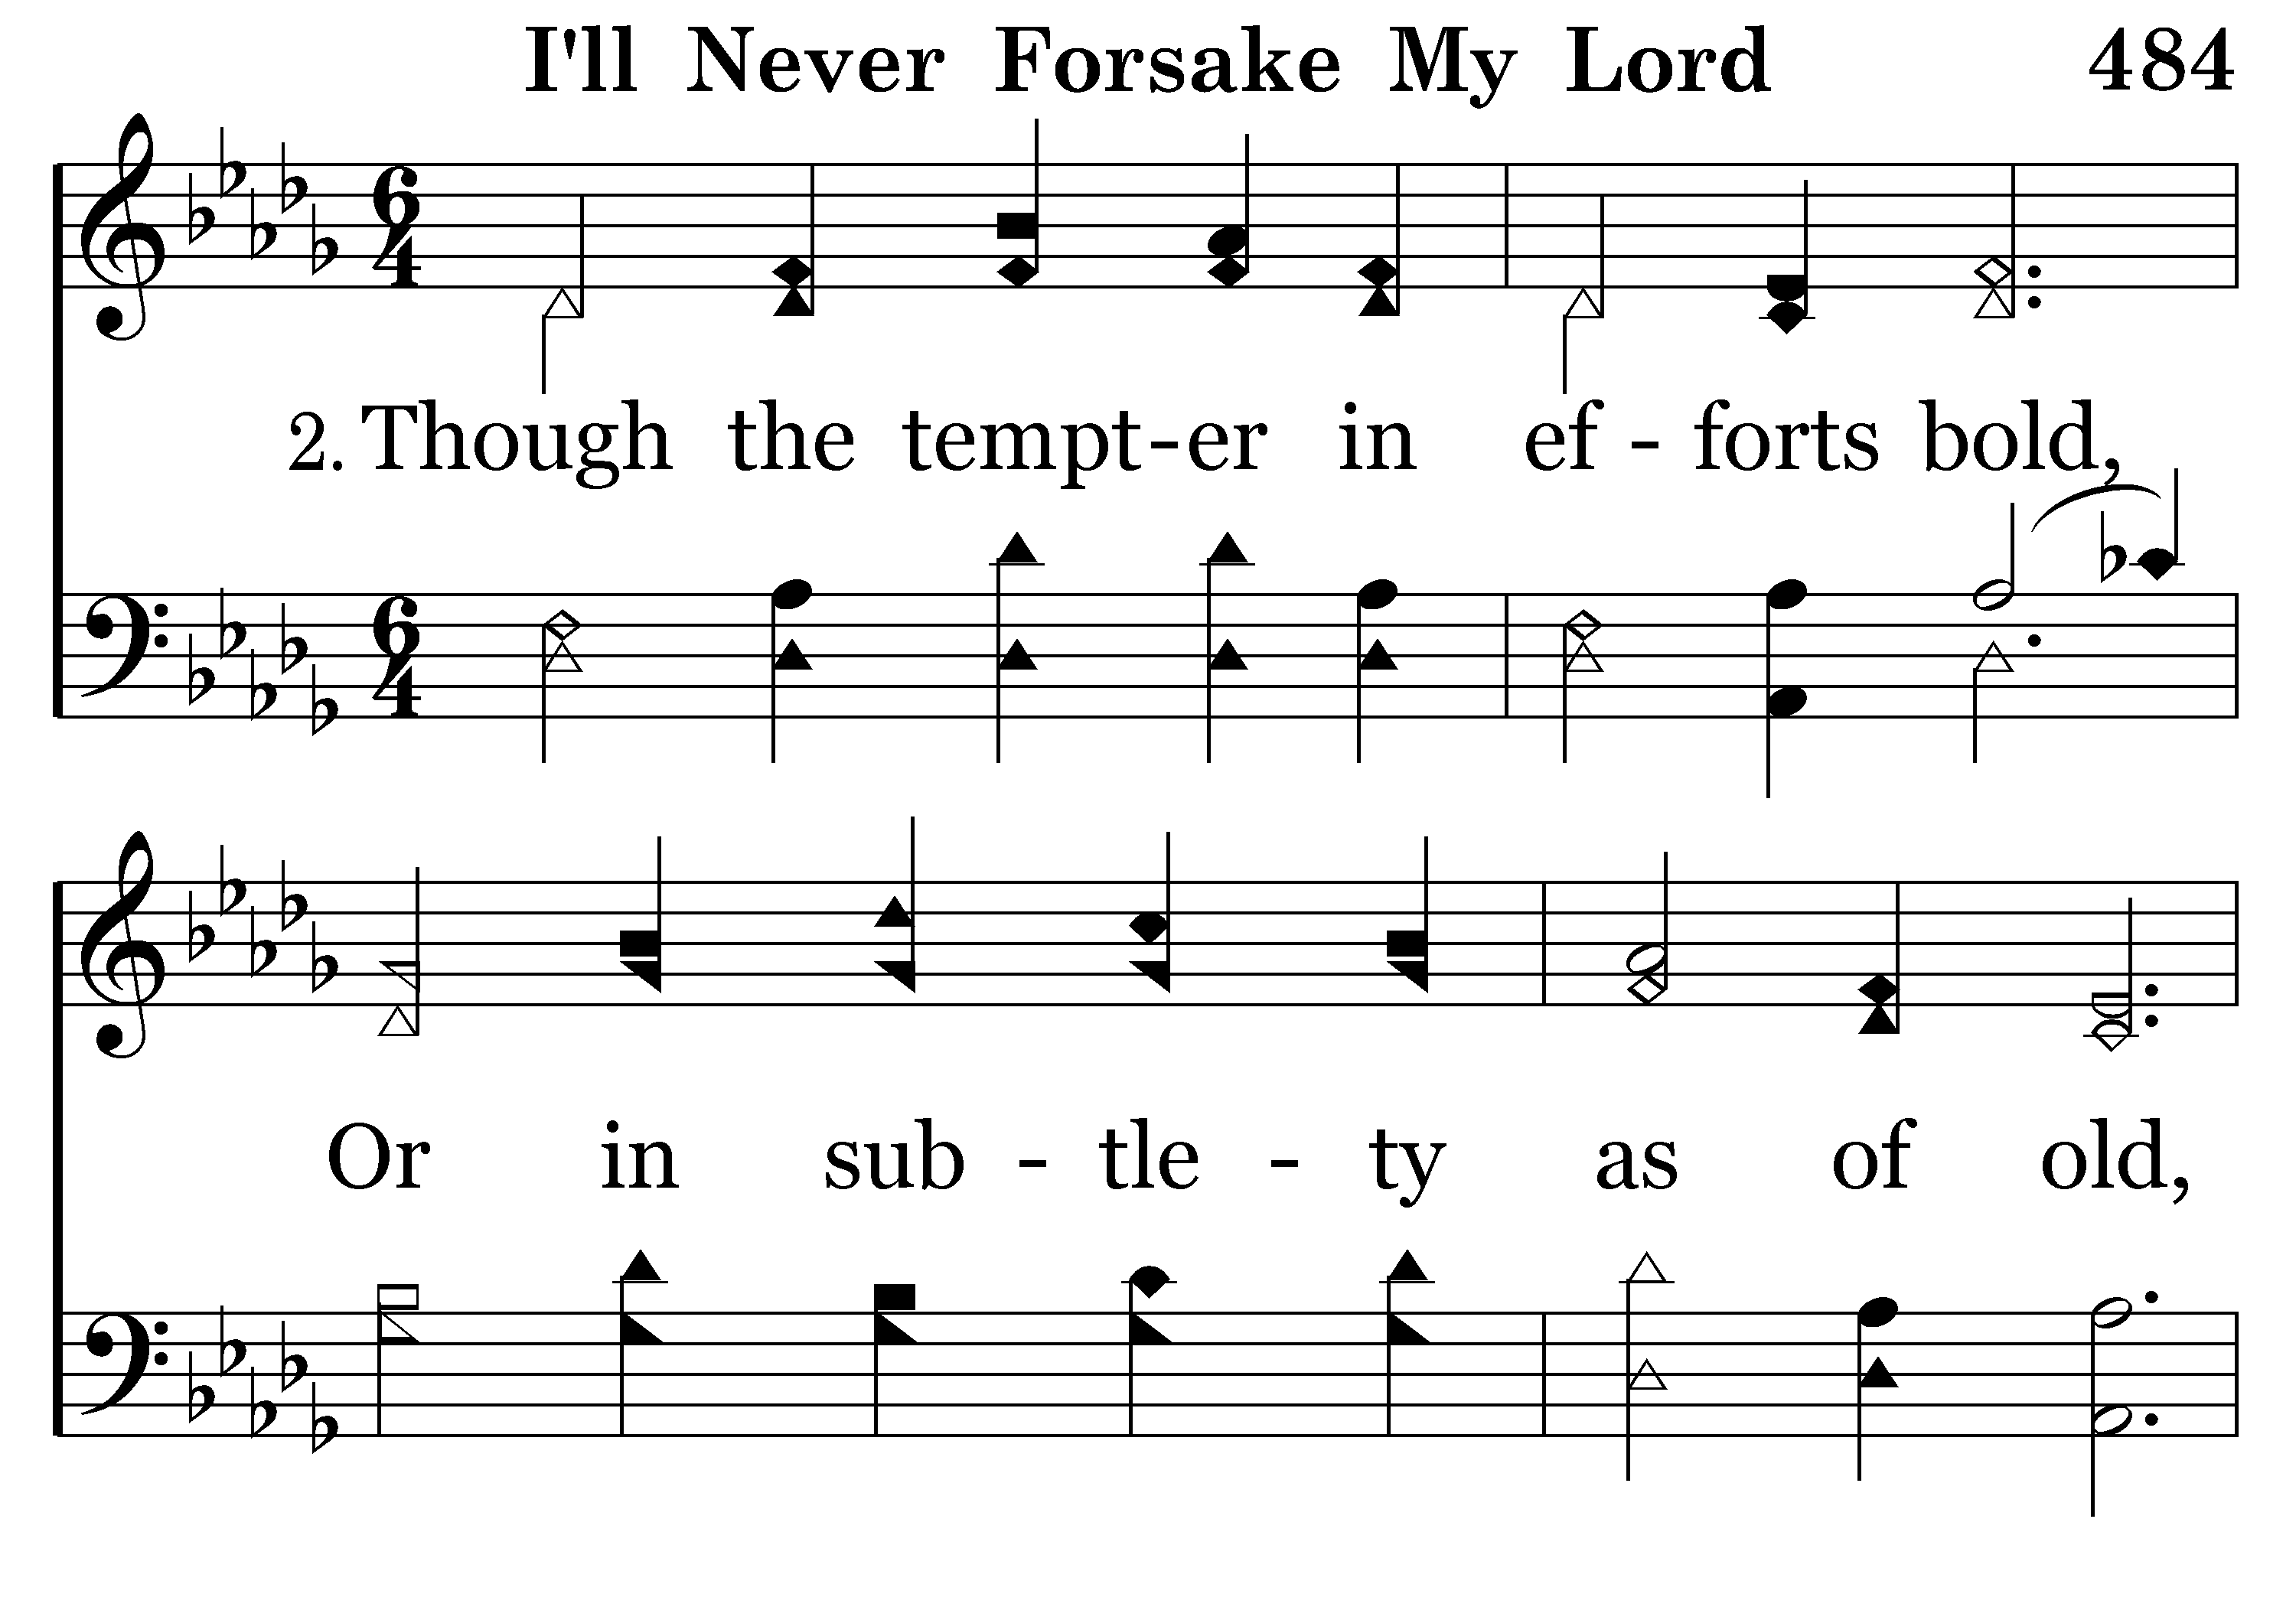 I'll Never Forsake My Lord 484
2. Though the tempt-er in ef - forts bold,
Or in sub - tle - ty as of old,